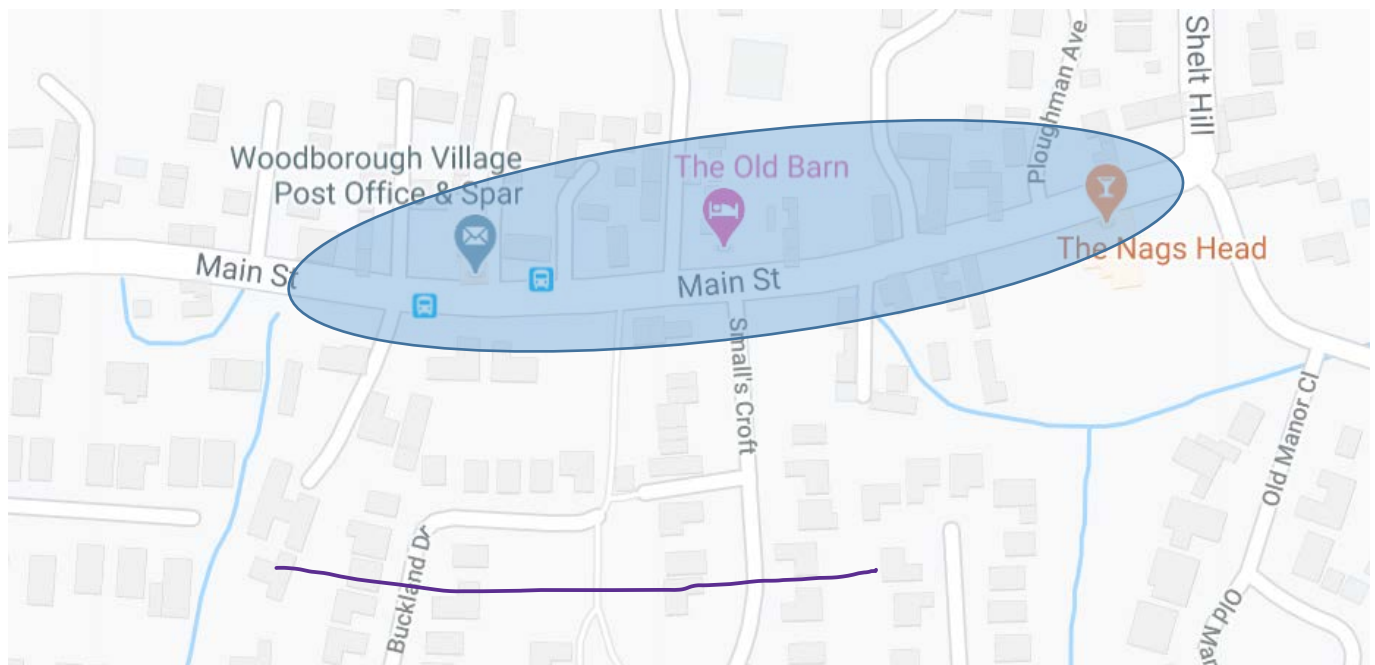 Shelt Hill
Ploughman Ave
Woodborough Village
Post Office & Spar
The Old Barn
The Nags Head
Main St
Main St
Small's Croft
Old Manor Cl
Buckland Dr
Old Ma